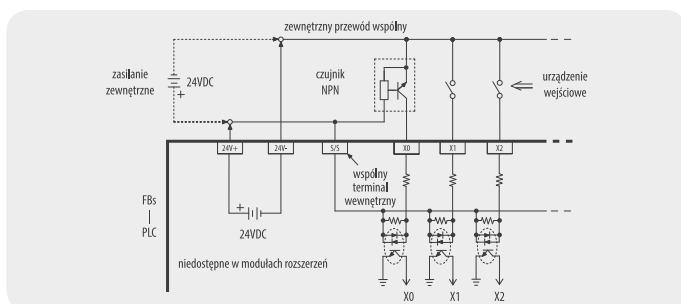 zewnętrzny przewód wspólny
zasilanie
zewnętrzne
24VDC
+
czujnik
NPN
urządzenie
wejściowe
24V+
24V-
S/S
X0
X1
X2
wspólny
terminal
wewnętrzny
FBs
PLC
+
24VDC
niedostępne w modułach rozszerzeń
X0
X1
X2